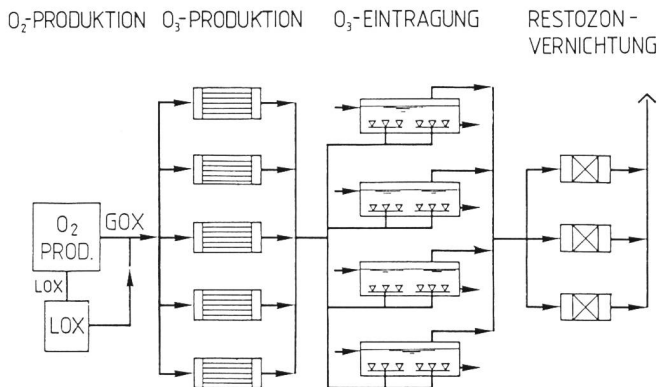 O₂-PRODUKTION
O₃-PRODUKTION
O₃-EINTRAGUNG
RESTOZON-
VERNICHTUNG
O₂
PROD.
GOX
LOX
LOX